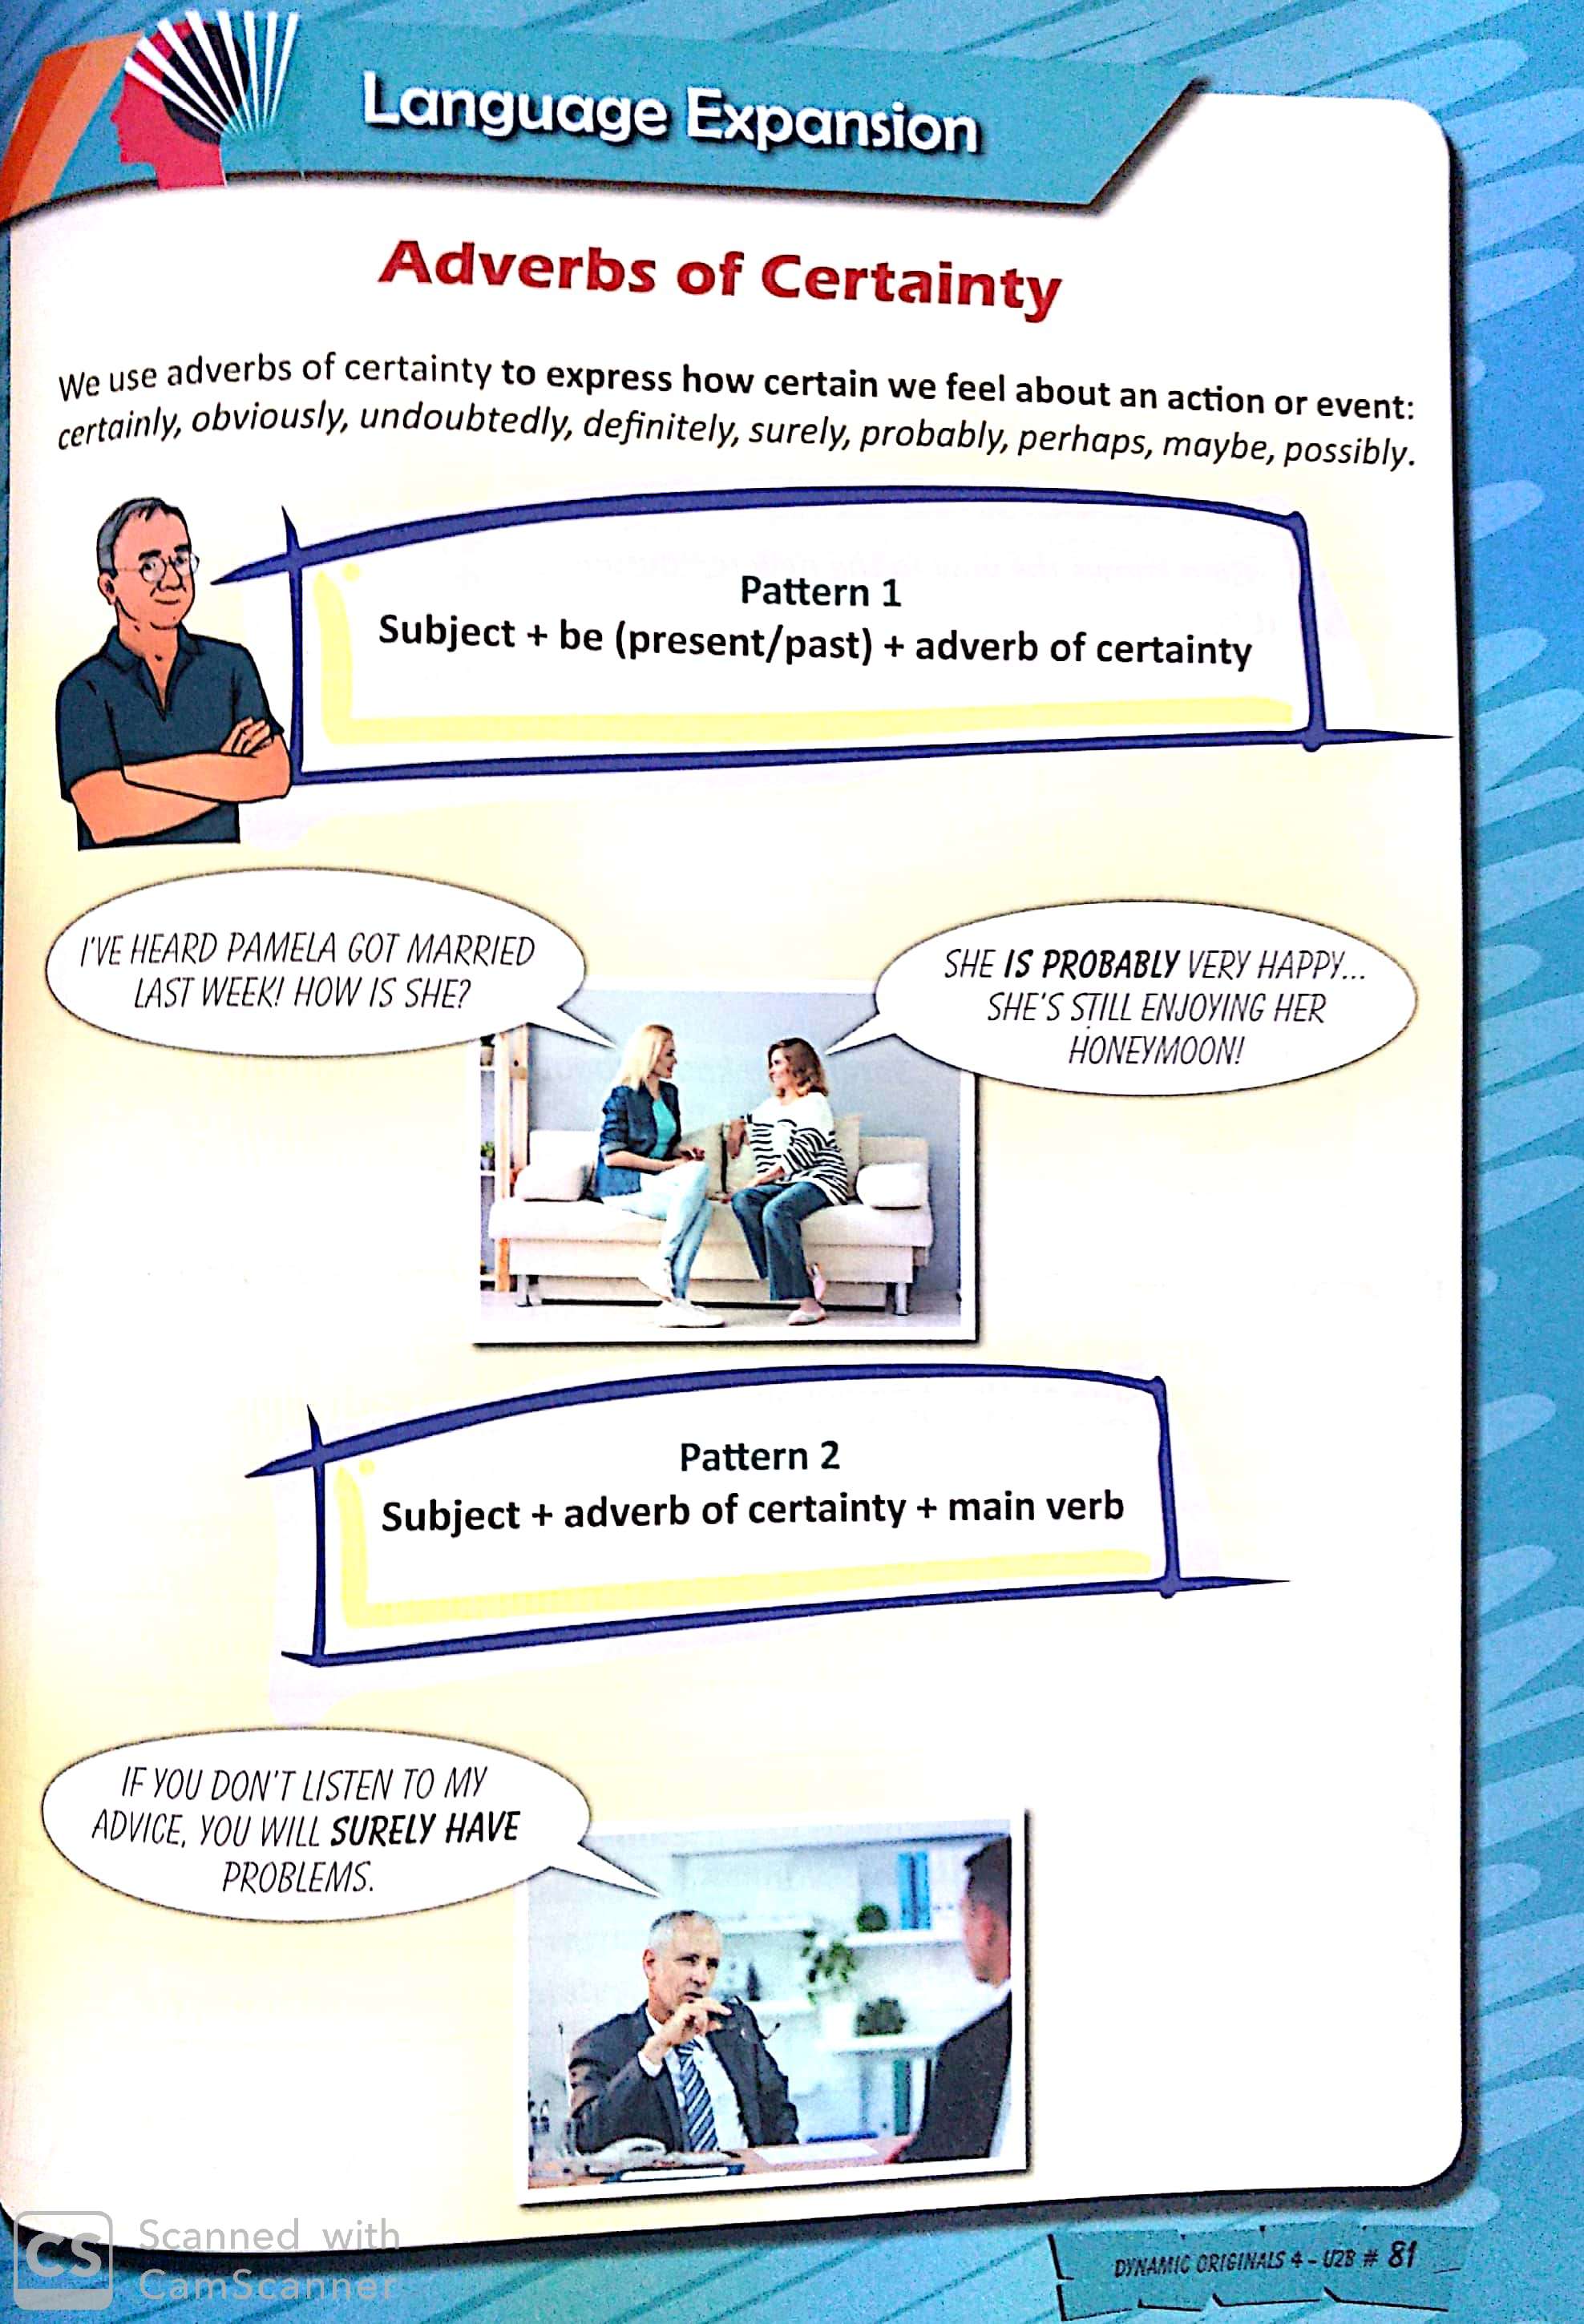 Language Expansion
Adverbs of Certainty
We use adverbs of certainty to express how certain we feel about an action or event:
certainly, obviously, undoubtedly, definitely, surely, probably, perhaps, maybe, possibly.
Pattern 1
Subject + be (present/past) + adverb of certainty
I'VE HEARD PAMELA GOT MARRIED
LAST WEEK! HOW IS SHE?
SHE IS PROBABLY VERY HAPPY...
SHE'S STILL ENJOYING HER
HONEYMOON!
Pattern 2
Subject + adverb of certainty + main verb
IF YOU DON'T LISTEN TO MY
ADVICE, YOU WILL SURELY HAVE
PROBLEMS.
CS Scanned with
CamScanner
DYNAMIC ORIGINALS 4 - U2B # 81